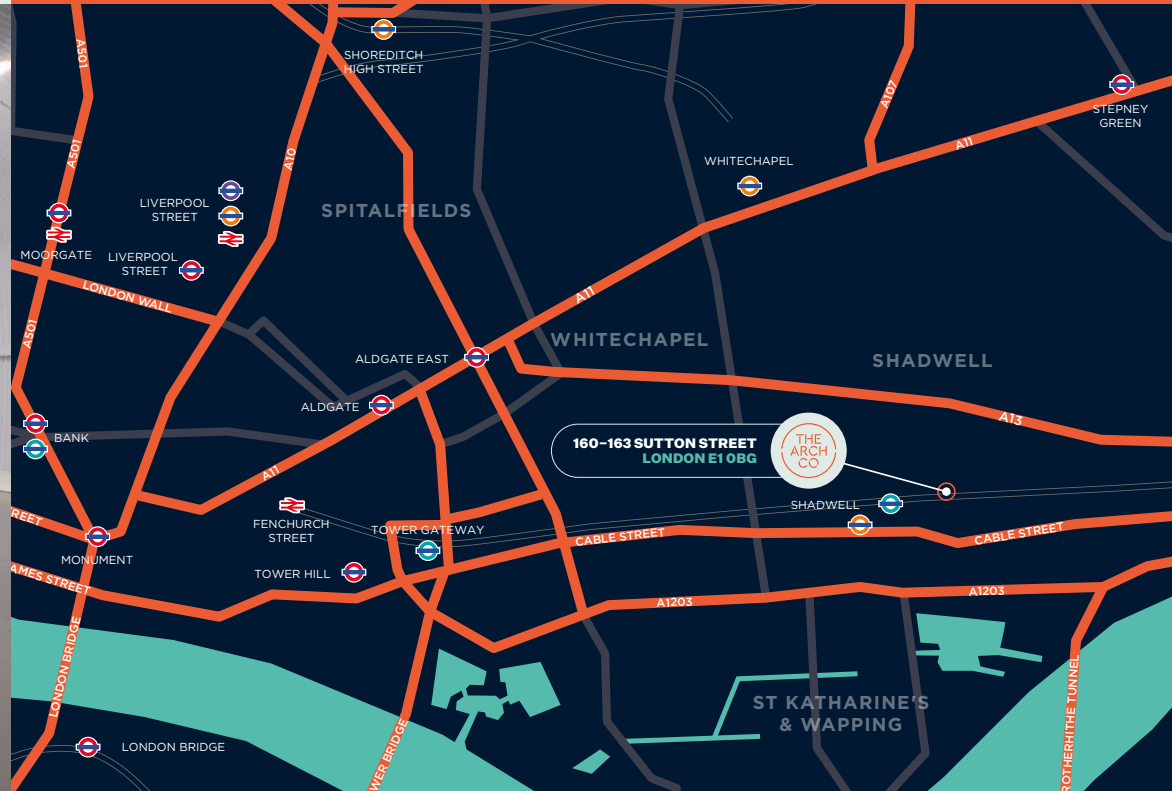 A501
SHOREDITCH
HIGH STREET
A107
STEPNEY
GREEN
A501
A10
A11
WHITECHAPEL
LIVERPOOL
STREET
SPITALFIELDS
MOORGATE
LIVERPOOL
STREET
LONDON WALL
A11
A501
WHITECHAPEL
ALDGATE EAST
SHADWELL
ALDGATE
A13
BANK
160–163 SUTTON STREET
LONDON E1 0BG
THE
ARCH
CO
A11
SHADWELL
REET
FENCHURCH
STREET
TOWER GATEWAY
CABLE STREET
CABLE STREET
MONUMENT
TOWER HILL
AMES STREET
A1203
A1203
LONDON BRIDGE
ROTHERHITHE TUNNEL
ST KATHARINE'S
& WAPPING
LONDON BRIDGE
WER BRIDGE